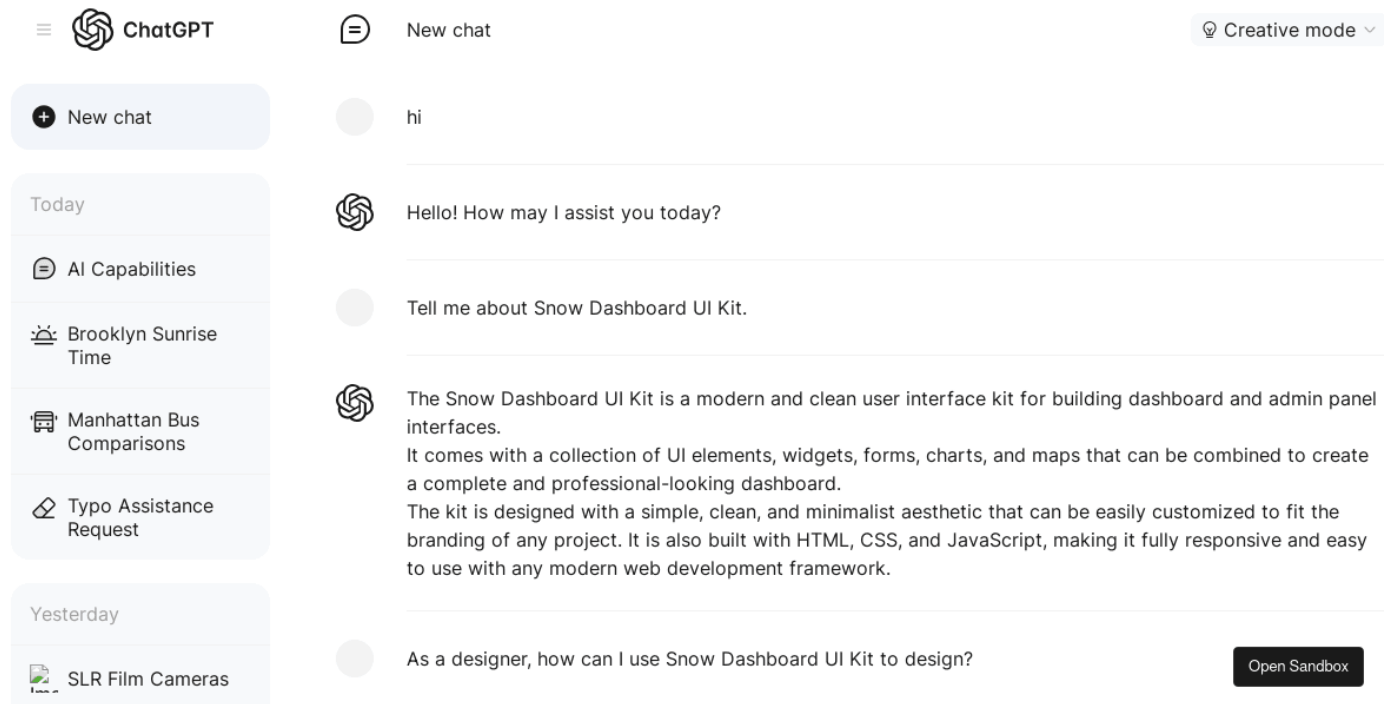 ChatGPT
New chat
Today
AI Capabilities
Brooklyn Sunrise
Time
Manhattan Bus
Comparisons
Typo Assistance
Request
Yesterday
SLR Film Cameras
New chat
Creative mode
hi
Hello! How may I assist you today?
Tell me about Snow Dashboard UI Kit.
The Snow Dashboard UI Kit is a modern and clean user interface kit for building dashboard and admin panel
interfaces.
It comes with a collection of UI elements, widgets, forms, charts, and maps that can be combined to create
a complete and professional-looking dashboard.
The kit is designed with a simple, clean, and minimalist aesthetic that can be easily customized to fit the
branding of any project. It is also built with HTML, CSS, and JavaScript, making it fully responsive and easy
to use with any modern web development framework.
As a designer, how can I use Snow Dashboard UI Kit to design?
Open Sandbox